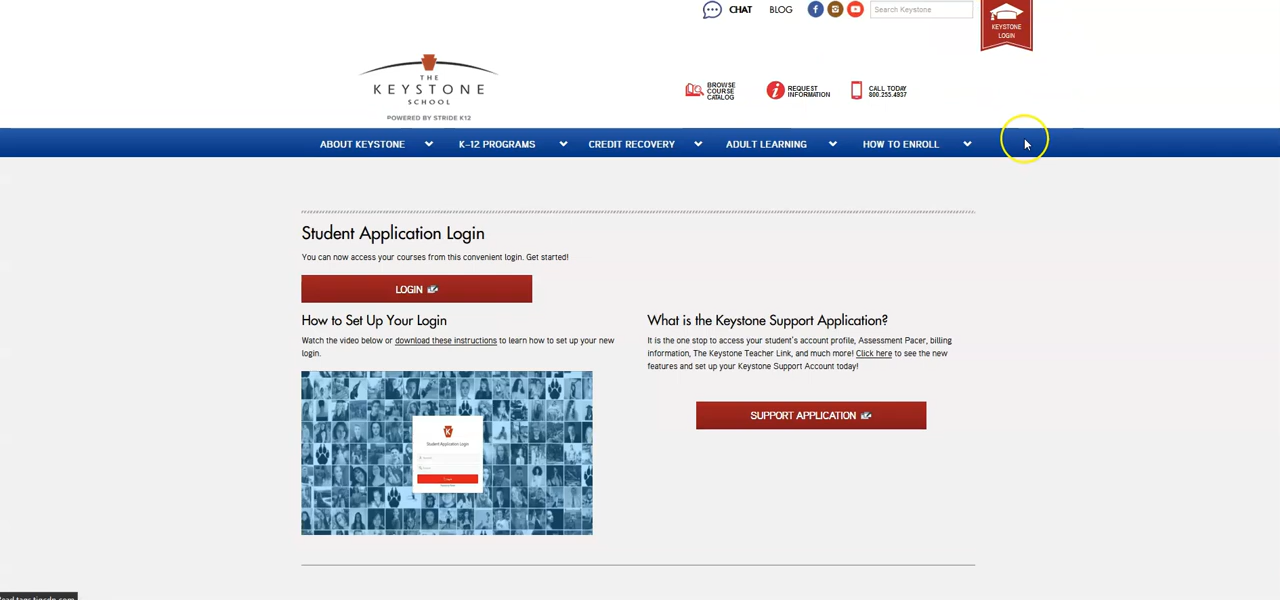 CHAT BLOG Search Keystone
KEYSTONE
LOGIN
THE
KEYSTONE
SCHOOL
POWERED BY STRIDE K12
BROWSE
COURSE
CATALOG
REQUEST
INFORMATION
CALL TODAY
800.255.4937
ABOUT KEYSTONE K-12 PROGRAMS CREDIT RECOVERY ADULT LEARNING HOW TO ENROLL
Student Application Login
You can now access your courses from this convenient login. Get started!
LOGIN
How to Set Up Your Login
Watch the video below or download these instructions to learn how to set up your new
login.
K
Student Application Login
What is the Keystone Support Application?
It is the one stop to access your student's account profile, Assessment Pacer, billing
information, The Keystone Teacher Link, and much more! Click here to see the new
features and set up your Keystone Support Account today!
SUPPORT APPLICATION